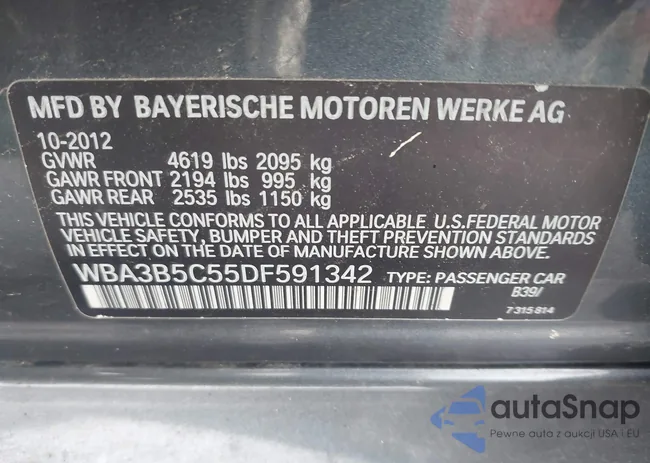 MFD BY BAYERISCHE MOTOREN WERKE AG
10-2012
GVWR 4619 lbs 2095 kg
GAWR FRONT 2194 lbs 995 kg
GAWR REAR 2535 lbs 1150 kg
THIS VEHICLE CONFORMS TO ALL APPLICABLE U.S.FEDERAL MOTOR
VEHICLE SAFETY, BUMPER AND THEFT PREVENTION STANDARDS
IN EFFECT ON THE DATE OF MANUFACTURE SHOWN ABOVE.
WBA3B5C55DF591342 TYPE: PASSENGER CAR
B39/
7315814
autaSnap
Pewne auto z aukcji USA i EU